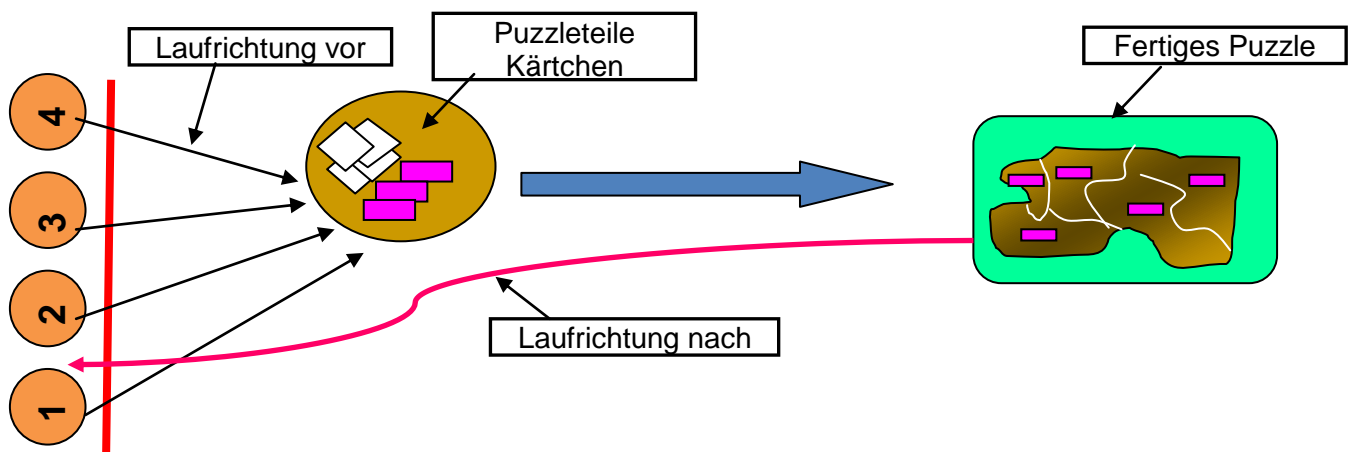 Laufrichtung vor
Puzzleteile
Kärtchen
Fertiges Puzzle
4
3
2
1
Laufrichtung nach